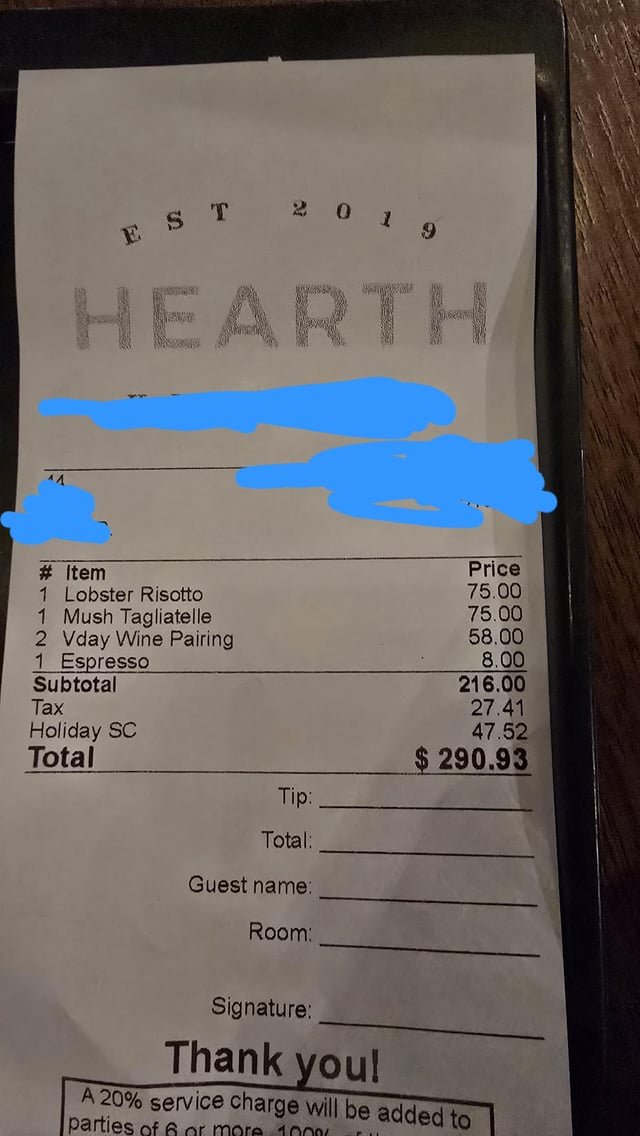 EST 2019
HEARTH
44
# Item Price
1 Lobster Risotto 75.00
1 Mush Tagliatelle 75.00
2 Vday Wine Pairing 58.00
1 Espresso 8.00
Subtotal 216.00
Tax 27.41
Holiday SC 47.52
Total $ 290.93
Tip:
Total:
Guest name:
Room:
Signature:
Thank you!
A 20% service charge will be added to
parties of 6 or more. 100%